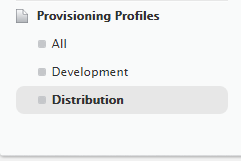 Provisioning Profiles
All
Development
Distribution